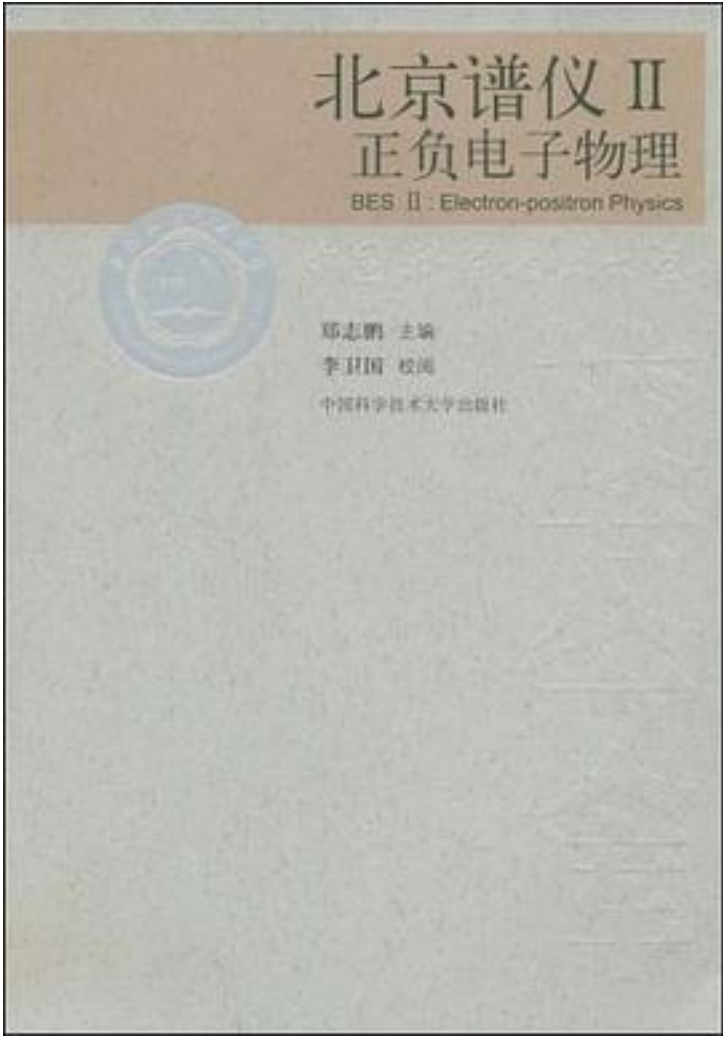 北京谱仪 II
正负电子物理
BES II : Electron-positron Physics
郑志鹏 主编
李卫国 校阅
中国科学技术大学出版社